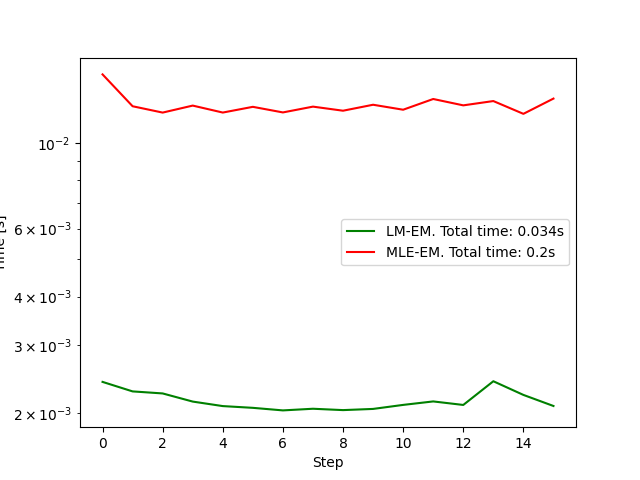 10⁻²
6 × 10⁻³
4 × 10⁻³
3 × 10⁻³
2 × 10⁻³
Time [s]
LM-EM. Total time: 0.034s
MLE-EM. Total time: 0.2s
0 2 4 6 8 10 12 14
Step